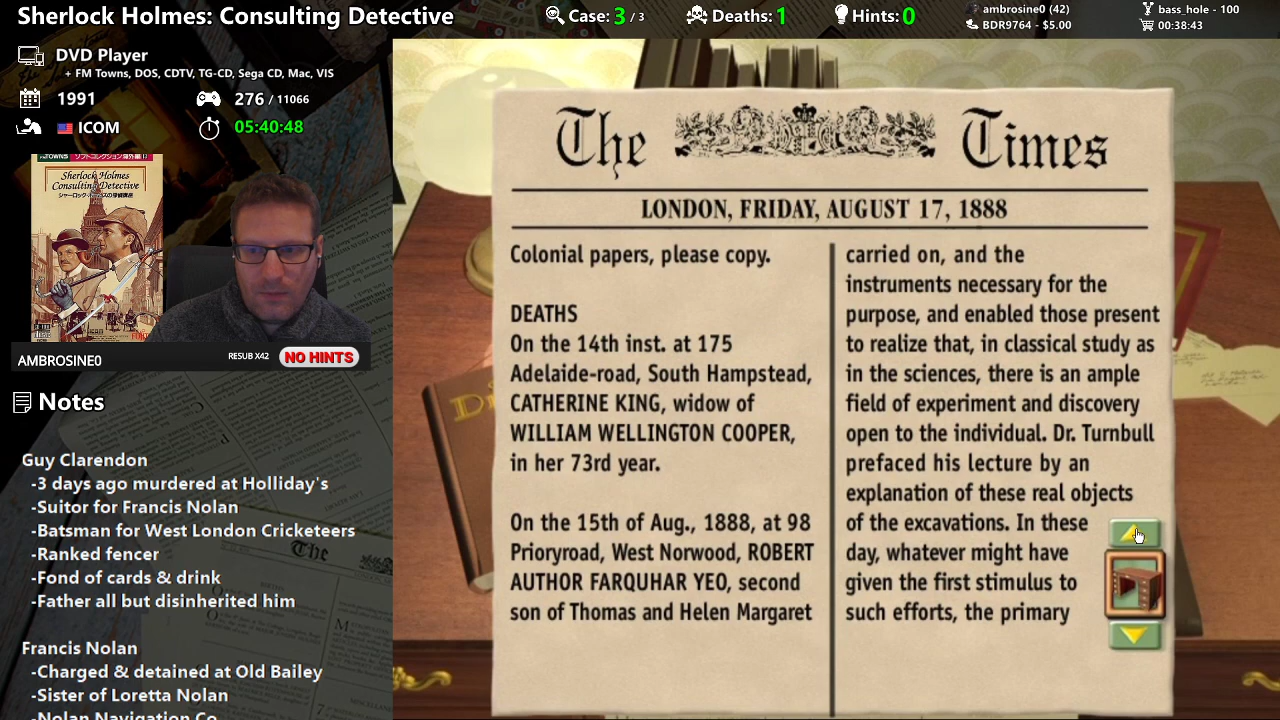 Sherlock Holmes: Consulting Detective
Case: 3 / 3
Deaths: 1
Hints: 0
ambrosine0 (42)
BDR9764 - $5.00
bass_hole - 100
00:38:43
DVD Player
+ FM Towns, DOS, CDTV, TG-CD, Sega CD, Mac, VIS
1991
276 / 11066
ICOM
05:40:48
Sherlock Holmes
Consulting Detective
AMBROSINE0
RESUB X42
NO HINTS
Notes
Guy Clarendon
-3 days ago murdered at Holliday's
-Suitor for Francis Nolan
-Batsman for West London Cricketeers
-Ranked fencer
-Fond of cards & drink
-Father all but disinherited him
Francis Nolan
-Charged & detained at Old Bailey
-Sister of Loretta Nolan
-Nolan Navigation Co
The Times
LONDON, FRIDAY, AUGUST 17, 1888
Colonial papers, please copy.
DEATHS
On the 14th inst. at 175
Adelaide-road, South Hampstead,
CATHERINE KING, widow of
WILLIAM WELLINGTON COOPER,
in her 73rd year.
On the 15th of Aug., 1888, at 98
Prioryroad, West Norwood, ROBERT
AUTHOR FARQUHAR YEO, second
son of Thomas and Helen Margaret
carried on, and the
instruments necessary for the
purpose, and enabled those present
to realize that, in classical study as
in the sciences, there is an ample
field of experiment and discovery
open to the individual. Dr. Turnbull
prefaced his lecture by an
explanation of these real objects
of the excavations. In these
day, whatever might have
given the first stimulus to
such efforts, the primary